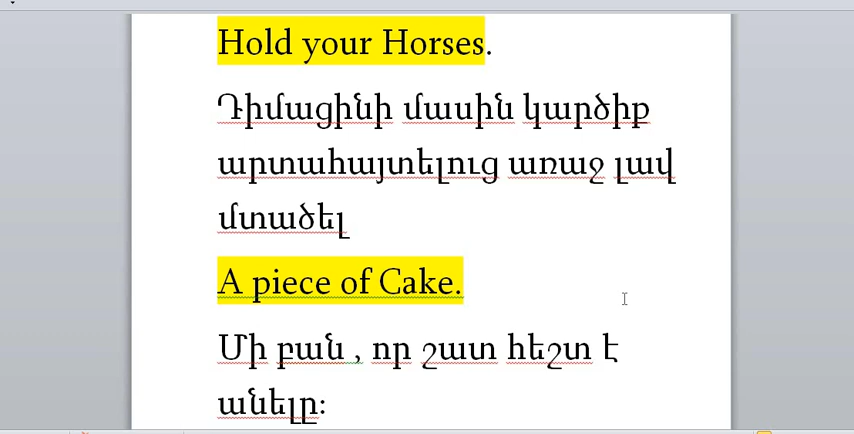 Hold your Horses.
Դիմացինի մասին կարծիք
արտահայտելուց առաջ լավ
մտածել
A piece of Cake.
Մի բան , որ շատ հեշտ է
անելը: